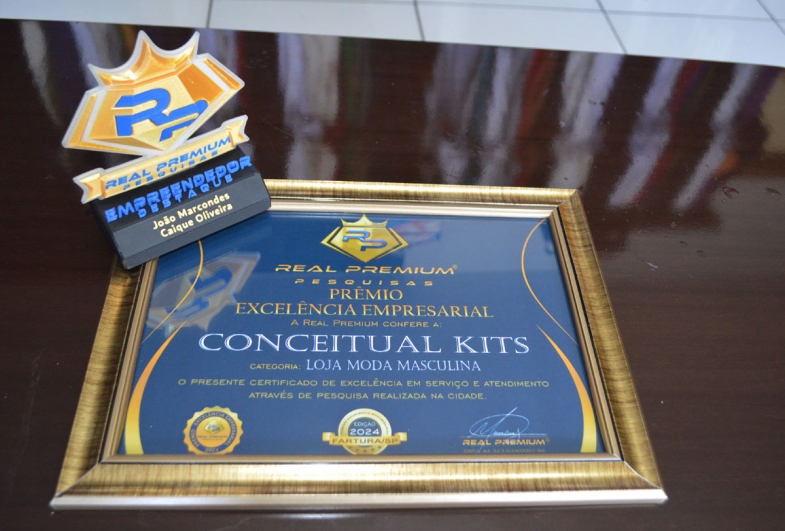 RP
REAL PREMIUM
PESQUISAS
EMPREENDEDOR
DESTAQUE
João Marcondes
Caique Oliveira
RP
REAL PREMIUM®
PESQUISAS
PRÊMIO
EXCELÊNCIA EMPRESARIAL
A REAL PREMIUM CONFERE A:
CONCEITUAL KITS
CATEGORIA: LOJA MODA MASCULINA
O PRESENTE CERTIFICADO DE EXCELÊNCIA EM SERVIÇO E ATENDIMENTO
ATRAVÉS DE PESQUISA REALIZADA NA CIDADE.
EDIÇÃO
2024
FARTURA/SP
REAL PREMIUM®